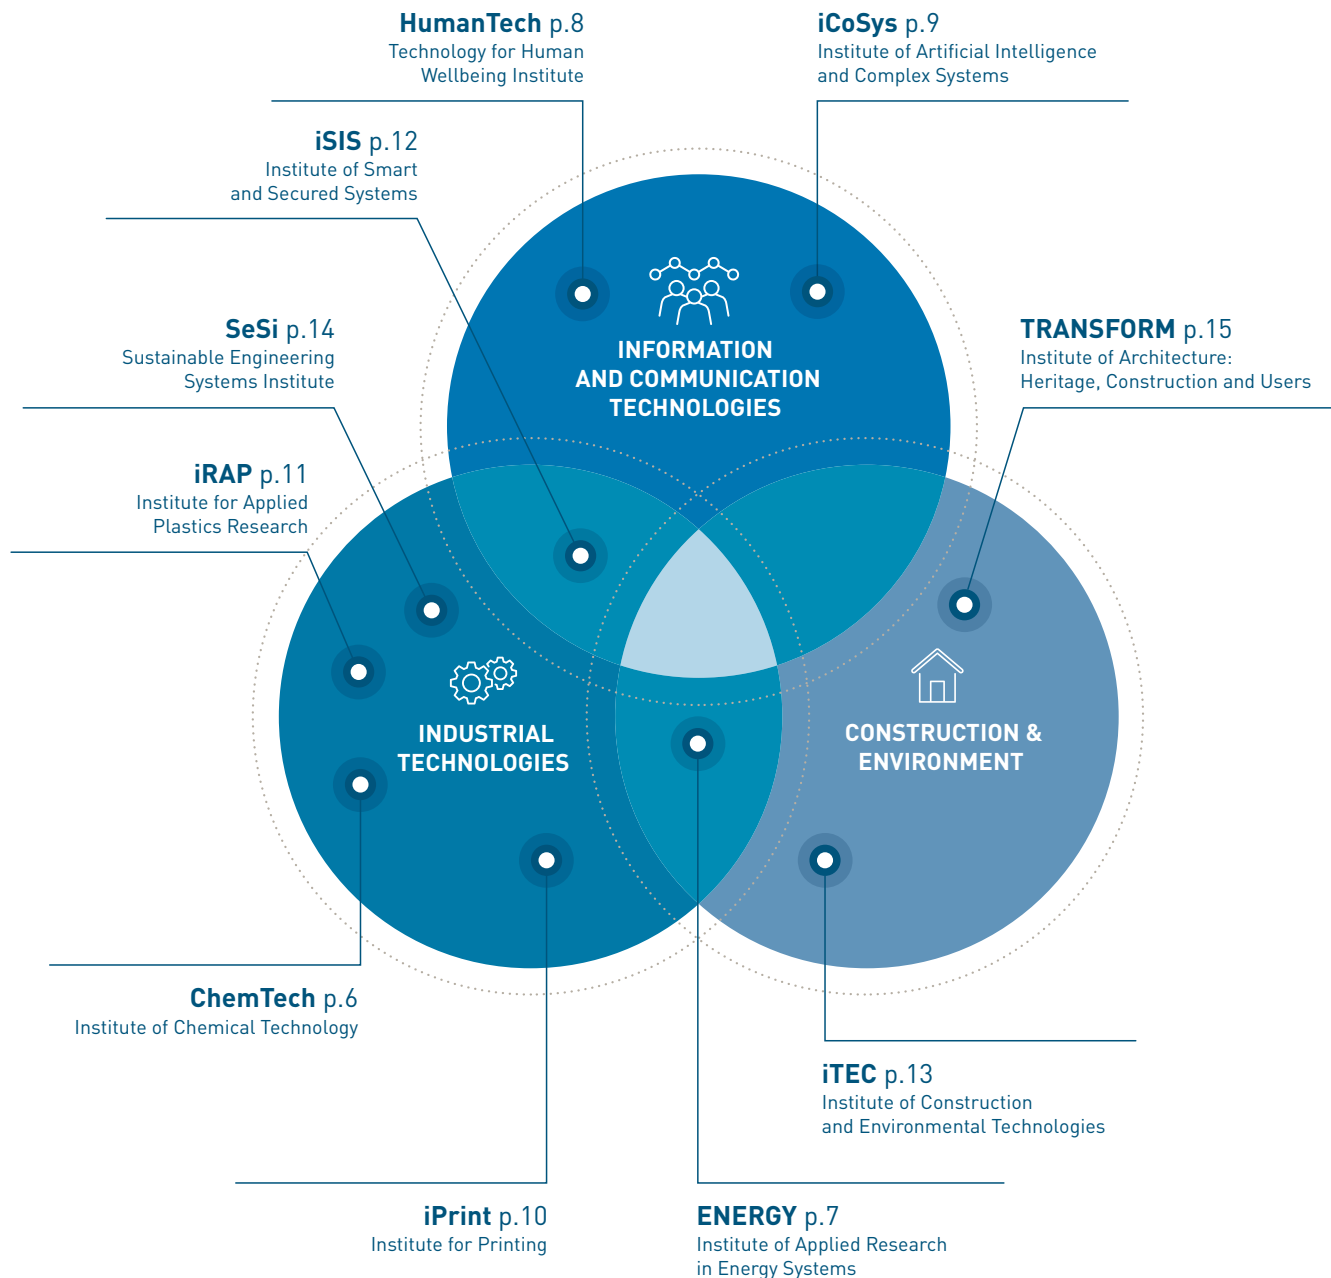 HumanTech p.8
Technology for Human
Wellbeing Institute
iCoSys p.9
Institute of Artificial Intelligence
and Complex Systems
iSIS p.12
Institute of Smart
and Secured Systems
SeSi p.14
Sustainable Engineering
Systems Institute
TRANSFORM p.15
Institute of Architecture:
Heritage, Construction and Users
iRAP p.11
Institute for Applied
Plastics Research
INFORMATION
AND COMMUNICATION
TECHNOLOGIES
INDUSTRIAL
TECHNOLOGIES
CONSTRUCTION &
ENVIRONMENT
ChemTech p.6
Institute of Chemical Technology
iTEC p.13
Institute of Construction
and Environmental Technologies
iPrint p.10
Institute for Printing
ENERGY p.7
Institute of Applied Research
in Energy Systems